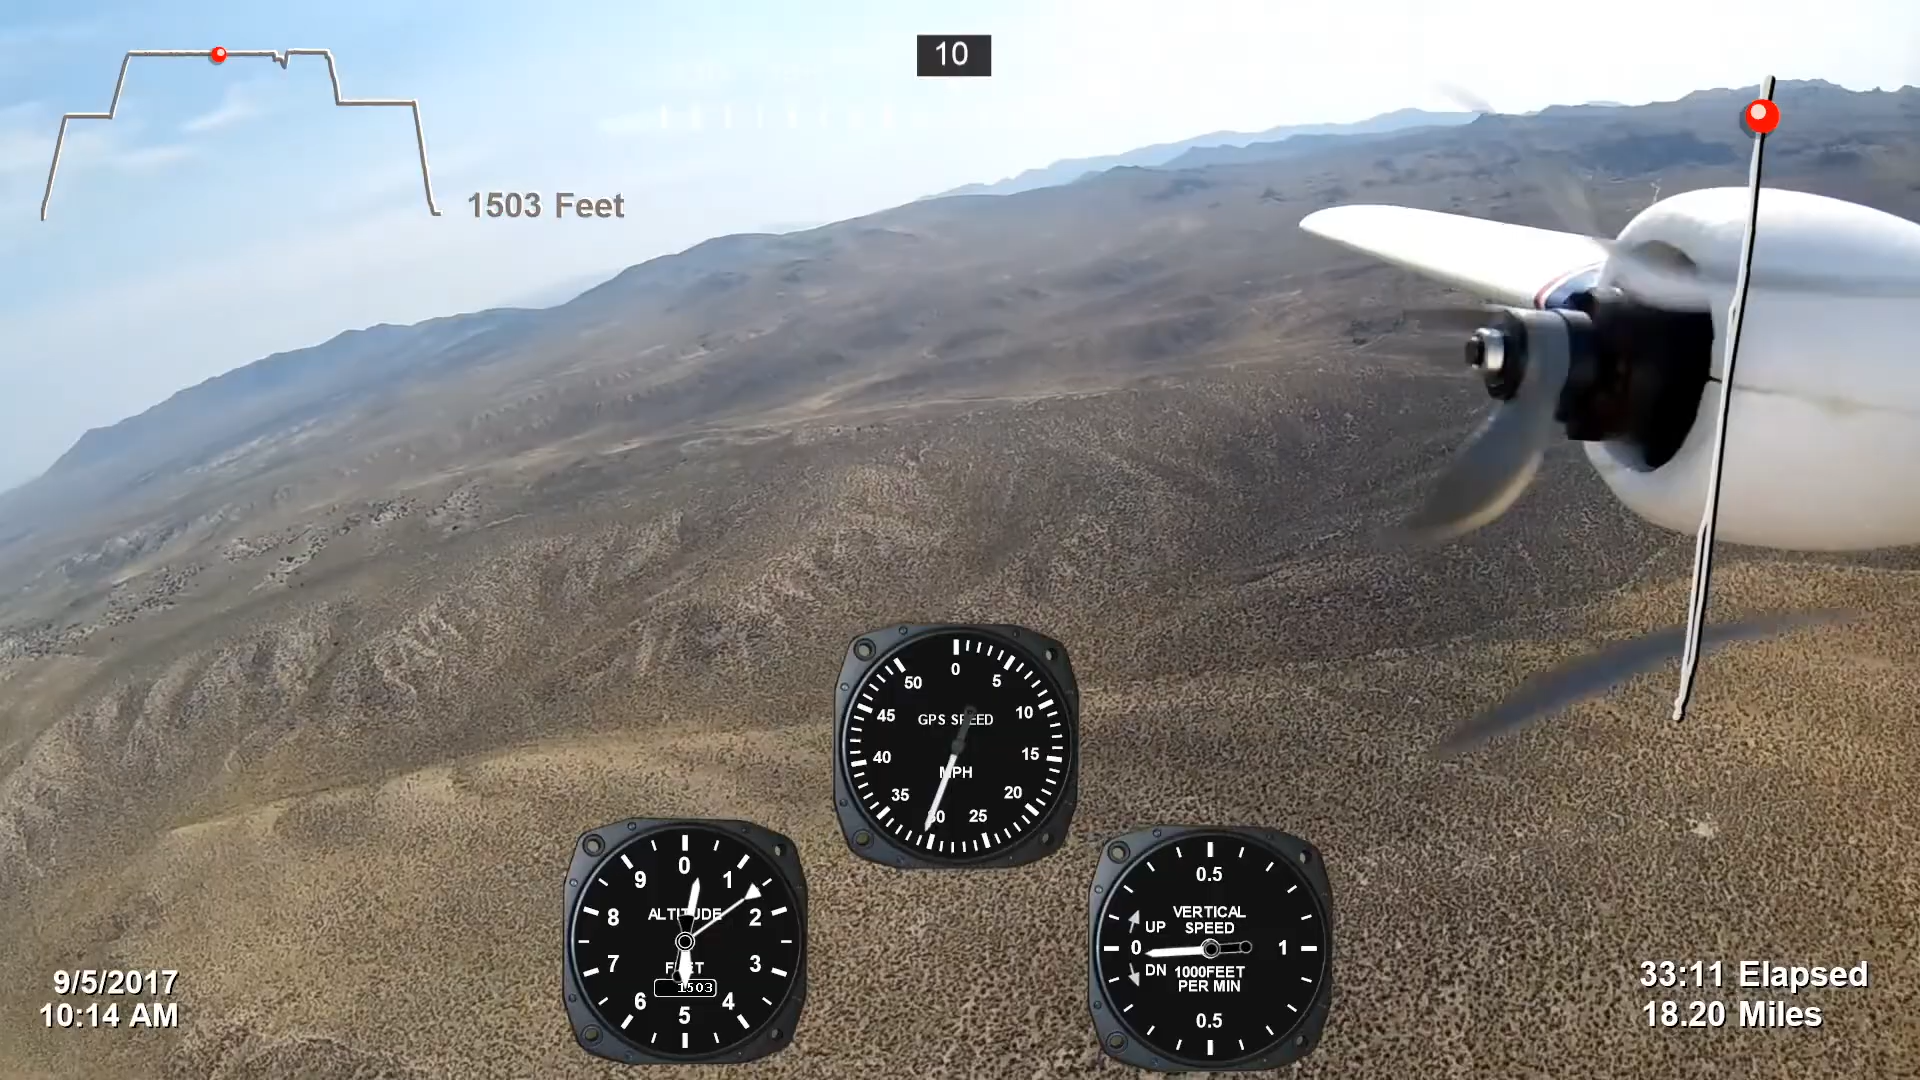 10
1503 Feet
0
5
10
15
20
25
30
35
40
45
50
GPS SPEED
MPH
0
1
2
3
4
5
6
7
8
9
ALTITUDE
FEET
1503
0.5
VERTICAL
SPEED
UP
0
1
DN
1000FEET
PER MIN
0.5
9/5/2017
10:14 AM
33:11 Elapsed
18.20 Miles